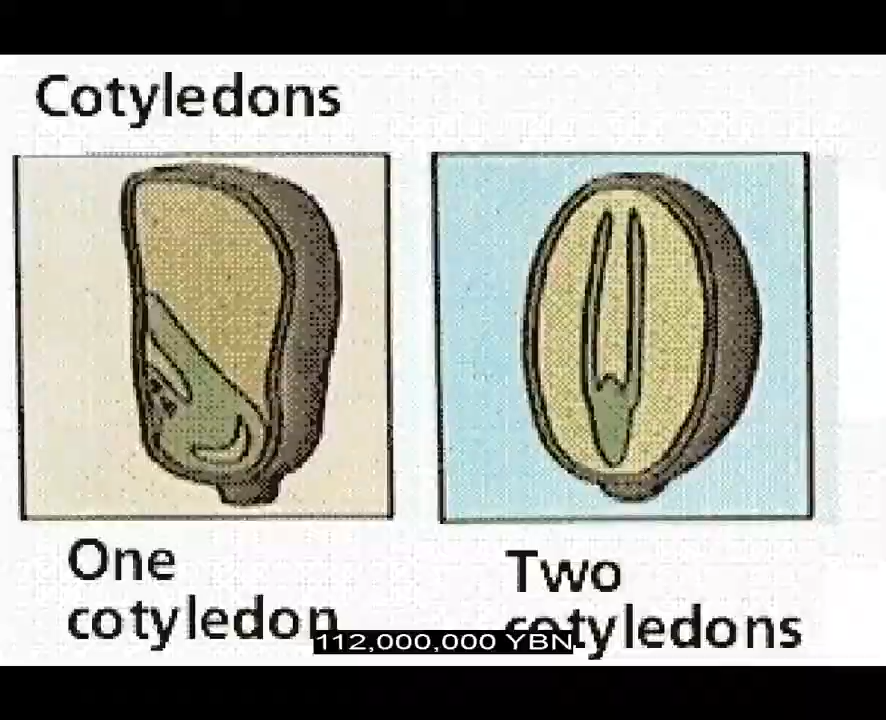 Cotyledons
One
cotyledon
Two
cotyledons
112,000,000 YBN